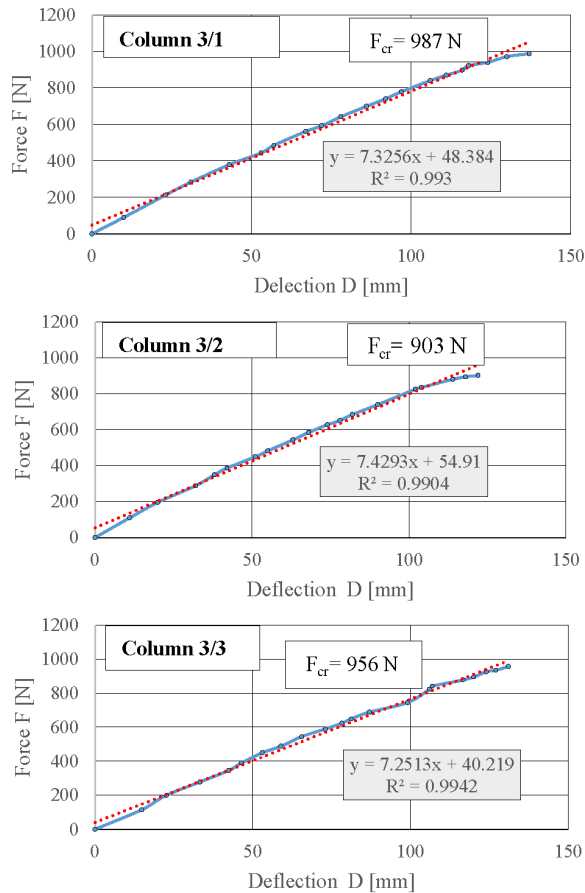 Column 3/1
F_cr= 987 N
1200
1000
800
600
400
200
0
Force F [N]
y = 7.3256x + 48.384
R² = 0.993
0 50 100 150
Delection D [mm]
Column 3/2
F_cr= 903 N
1200
1000
800
600
400
200
0
Force F [N]
y = 7.4293x + 54.91
R² = 0.9904
0 50 100 150
Deflection D [mm]
Column 3/3
F_cr= 956 N
1200
1000
800
600
400
200
0
Force F [N]
y = 7.2513x + 40.219
R² = 0.9942
0 50 100 150
Deflection D [mm]